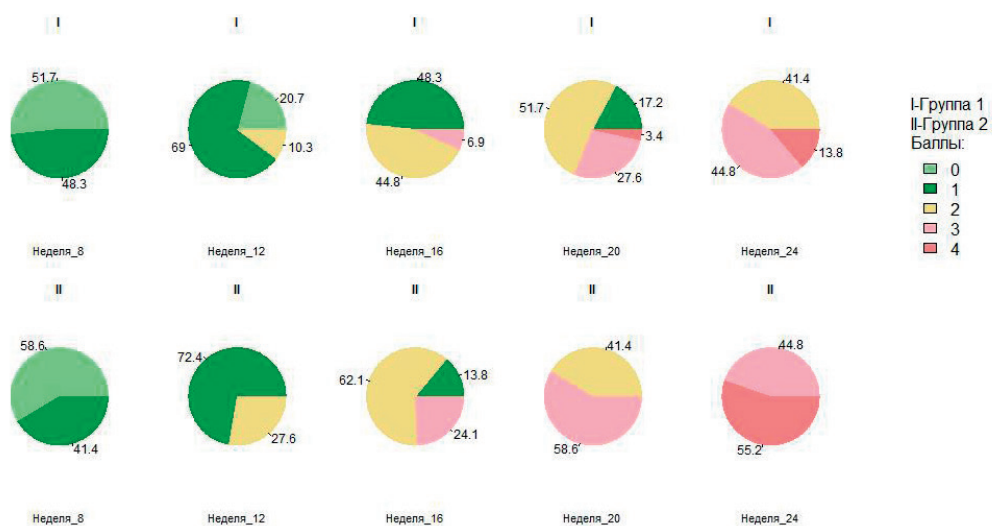 I
I
I
I
I
51.7
48.3
20.7
69
10.3
48.3
6.9
44.8
51.7
17.2
3.4
27.6
41.4
44.8
13.8
I-Группа 1
II-Группа 2
Баллы:
0
1
2
3
4
Неделя_8
Неделя_12
Неделя_16
Неделя_20
Неделя_24
II
II
II
II
II
58.6
41.4
72.4
27.6
62.1
13.8
24.1
41.4
58.6
44.8
55.2
Неделя_8
Неделя_12
Неделя_16
Неделя_20
Неделя_24